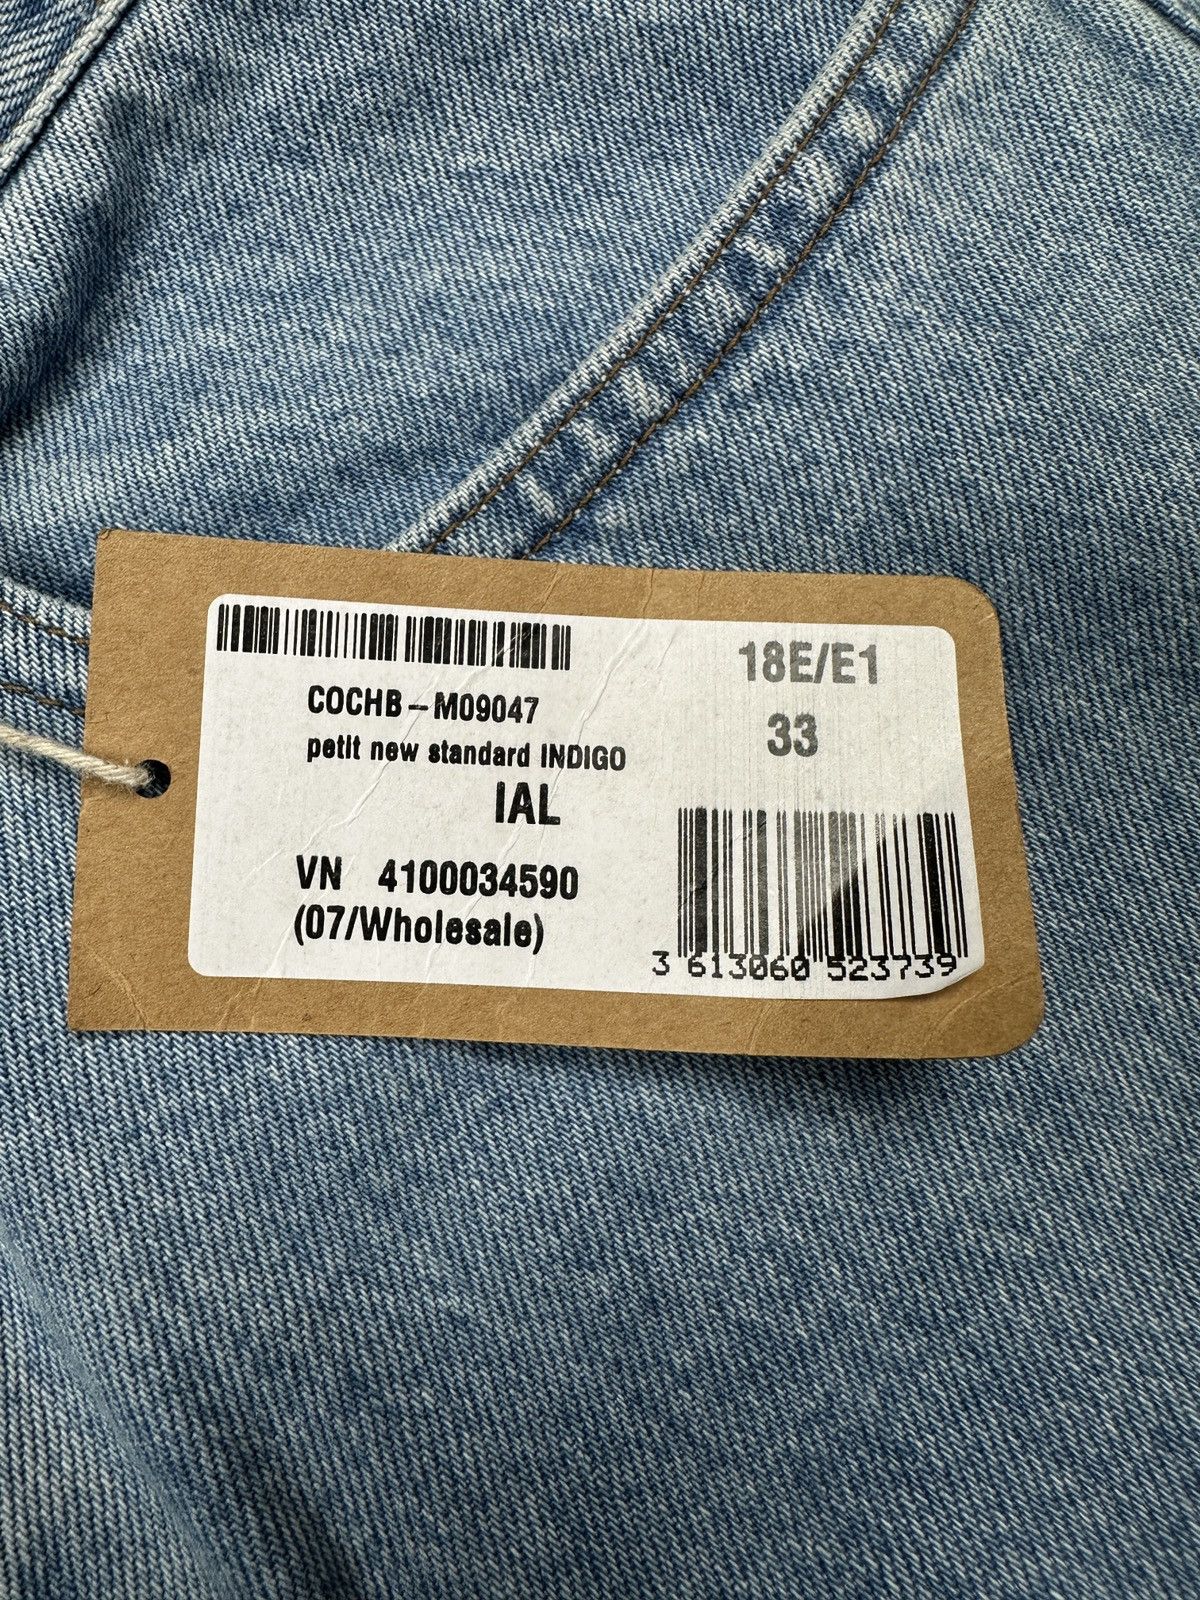 COCHB-M09047
petit new standard INDIGO
IAL
VN 4100034590
(07/Wholesale)
18E/E1
33
3 613060 523739